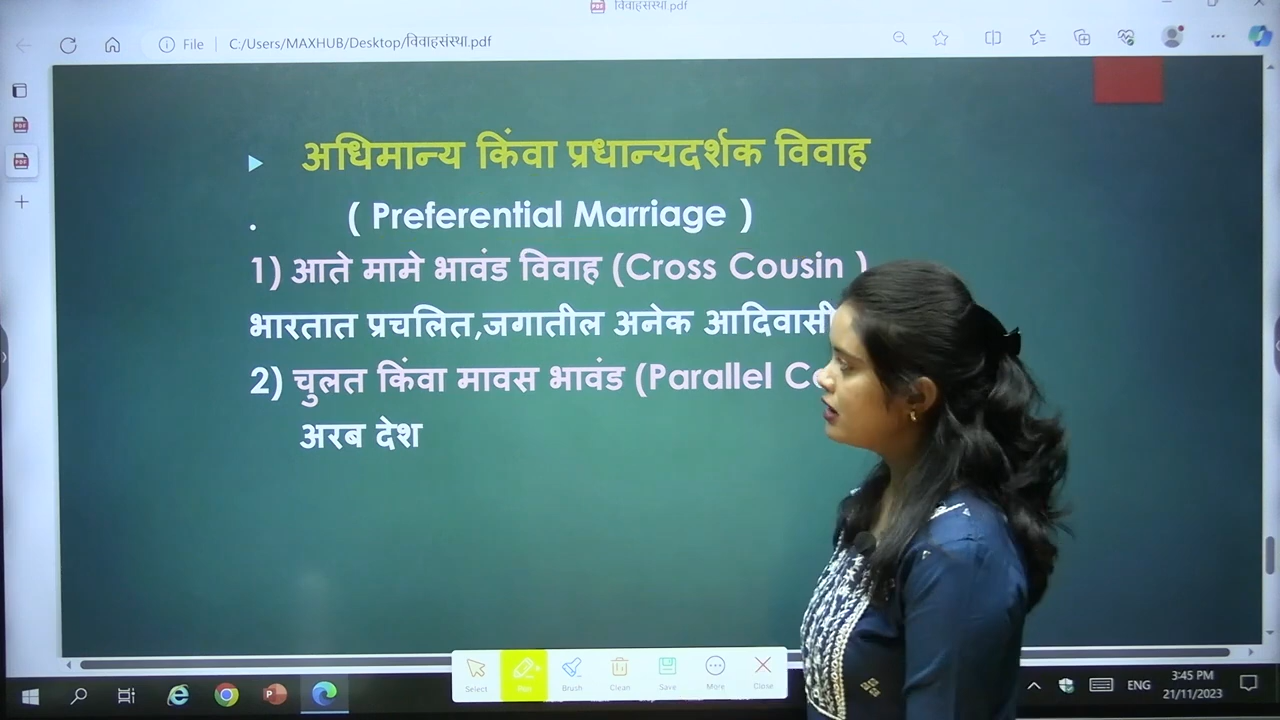 विवाहसंस्था.pdf
File C:/Users/MAXHUB/Desktop/विवाहसंस्था.pdf
अधिमान्य किंवा प्रधान्यदर्शक विवाह
. ( Preferential Marriage )
1) आते मामे भावंड विवाह (Cross Cousin )
भारतात प्रचलित,जगातील अनेक आदिवासी
2) चुलत किंवा मावस भावंड (Parallel
अरब देश
Select Pen Brush Clean Save More Close
ENG 3:45 PM
21/11/2023